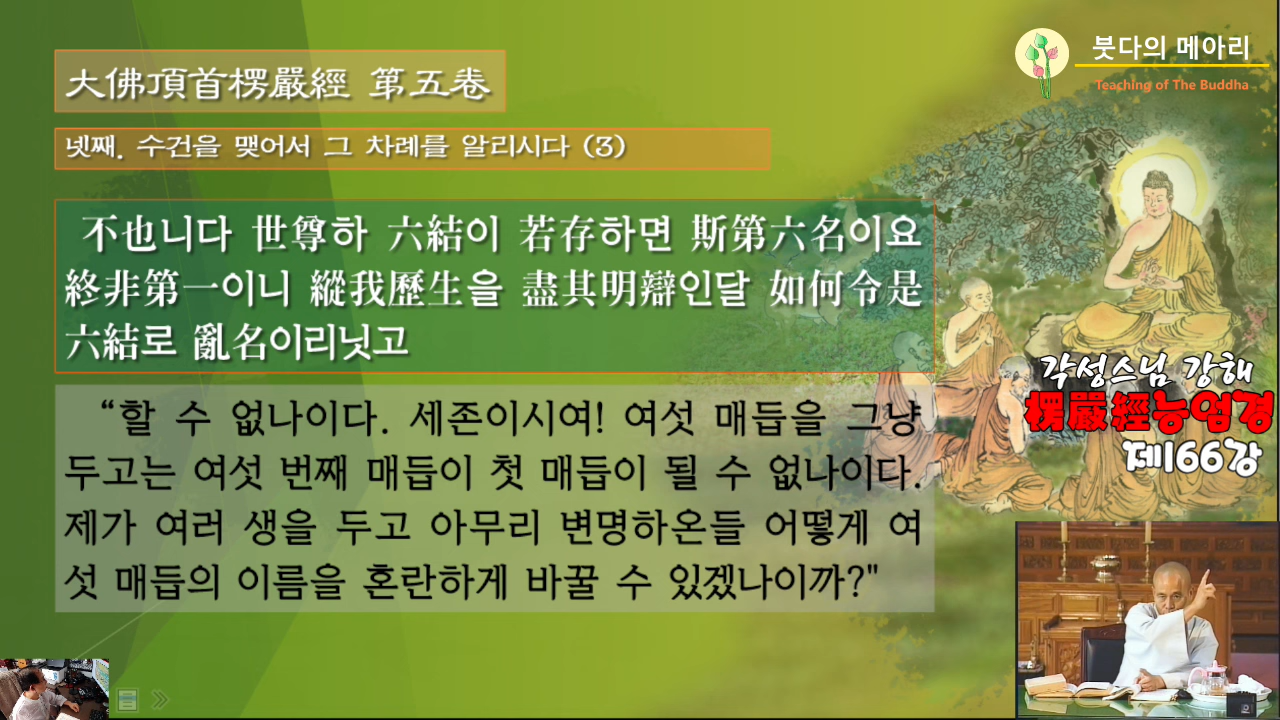 大佛頂首楞嚴經 第五卷
붓다의 메아리
Teaching of The Buddha
넷째. 수건을 맺어서 그 차례를 알리시다 (3)
不也니다 世尊하 六結이 若存하면 斯第六名이요
終非第一이니 縱我歷生을 盡其明辯인달 如何令是
六結로 亂名이리닛고
“할 수 없나이다. 세존이시여! 여섯 매듭을 그냥
두고는 여섯 번째 매듭이 첫 매듭이 될 수 없나이다.
제가 여러 생을 두고 아무리 변명하온들 어떻게 여
섯 매듭의 이름을 혼란하게 바꿀 수 있겠나이까?"
각성스님 강해
楞嚴經능엄경
제166강